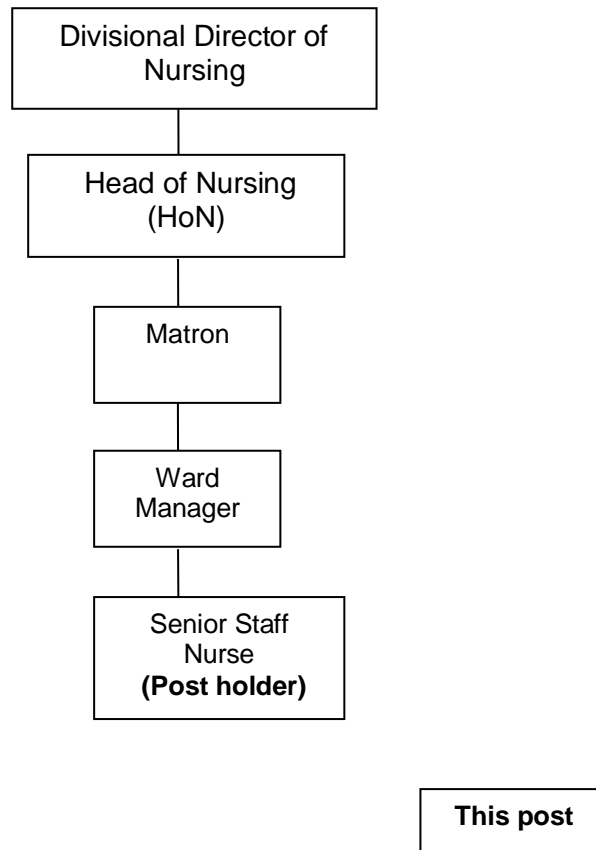 Divisional Director of
Nursing
Head of Nursing
(HoN)
Matron
Ward
Manager
Senior Staff
Nurse
(Post holder)
This post